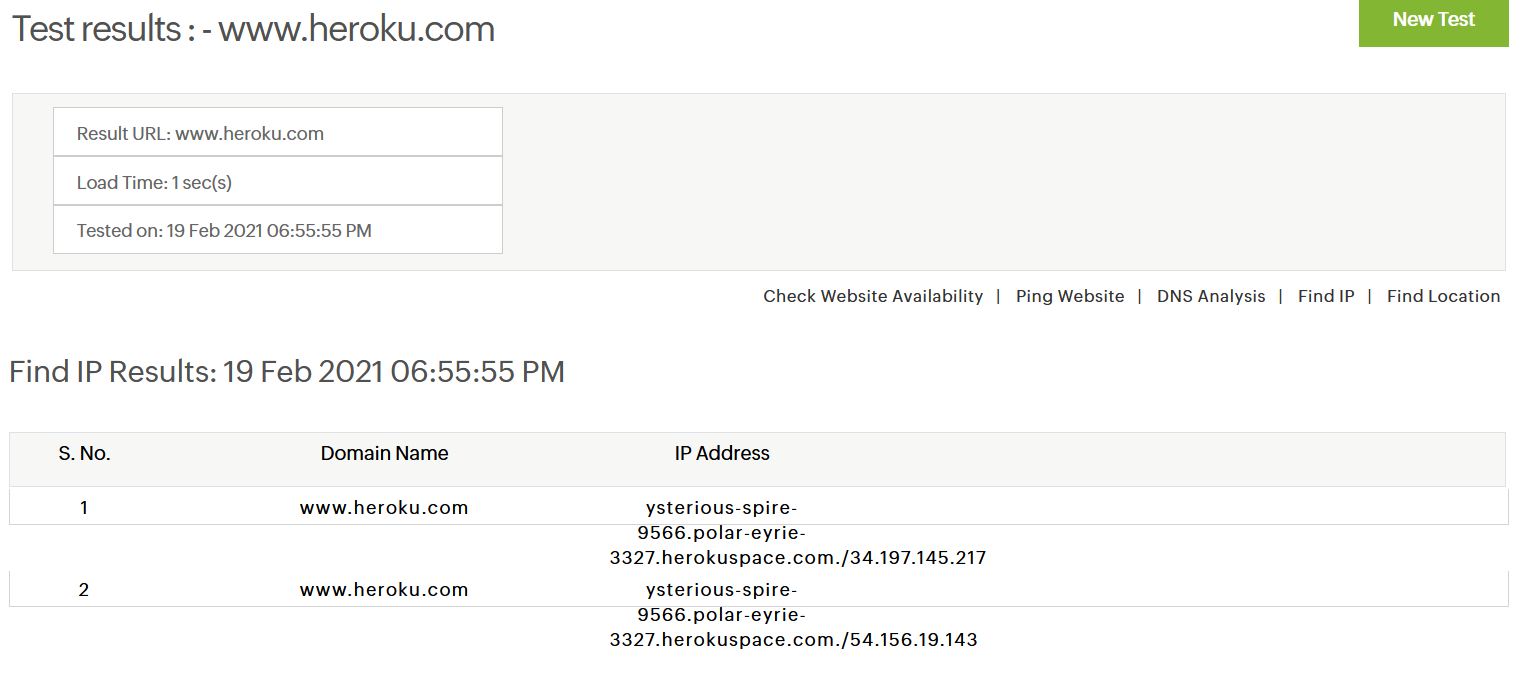 Test results : - www.heroku.com
New Test
Result URL: www.heroku.com
Load Time: 1 sec(s)
Tested on: 19 Feb 2021 06:55:55 PM
Check Website Availability | Ping Website | DNS Analysis | Find IP | Find Location
Find IP Results: 19 Feb 2021 06:55:55 PM
S. No. Domain Name IP Address
1 www.heroku.com ysterious-spire-
9566.polar-eyrie-
3327.herokuspace.com./34.197.145.217
2 www.heroku.com ysterious-spire-
9566.polar-eyrie-
3327.herokuspace.com./54.156.19.143